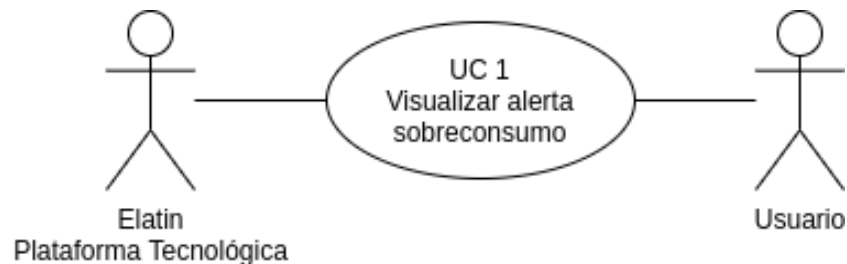 UC 1
Visualizar alerta
sobreconsumo
Elatin
Plataforma Tecnológica
Usuario